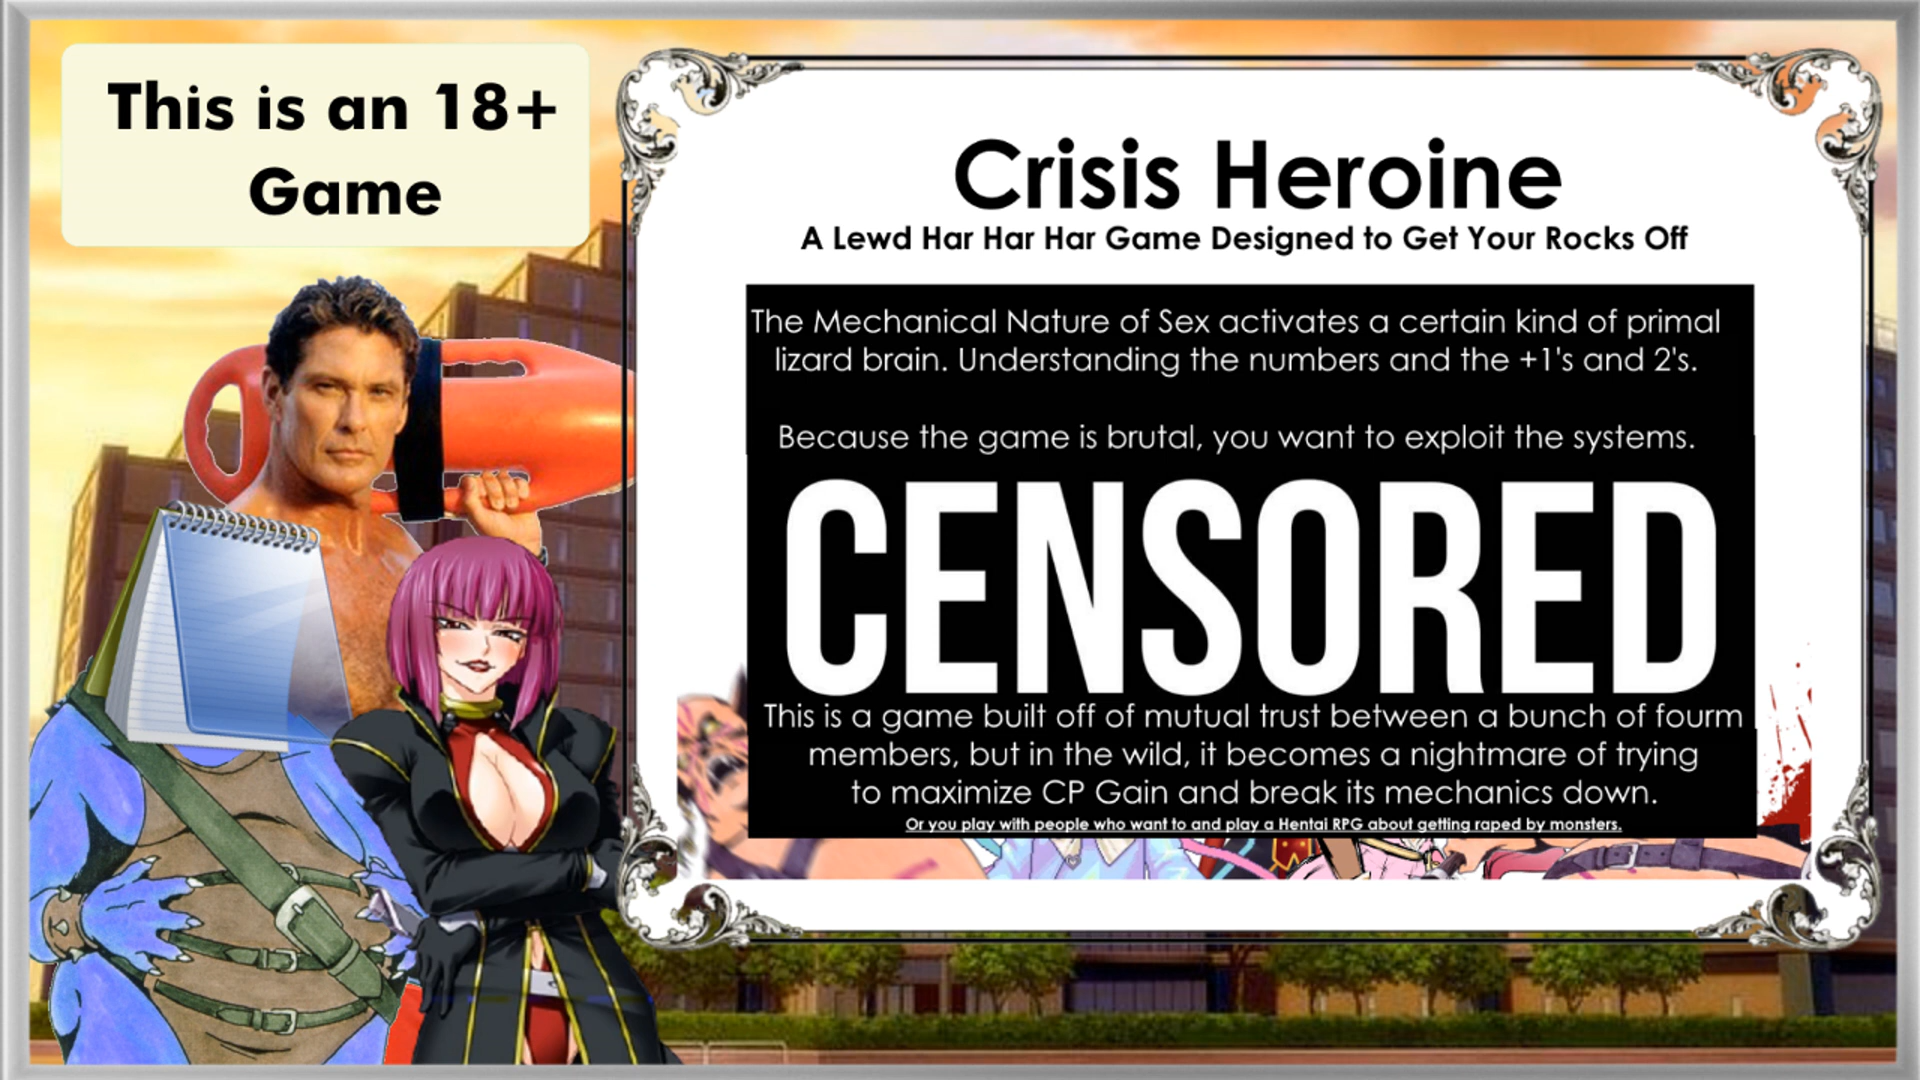 This is an 18+
Game
Crisis Heroine
A Lewd Har Har Har Game Designed to Get Your Rocks Off
The Mechanical Nature of Sex activates a certain kind of primal
lizard brain. Understanding the numbers and the +1's and 2's.
Because the game is brutal, you want to exploit the systems.
CENSORED
This is a game built off of mutual trust between a bunch of fourm
members, but in the wild, it becomes a nightmare of trying
to maximize CP Gain and break its mechanics down.
Or you play with people who want to and play a Hentai RPG about getting raped by monsters.